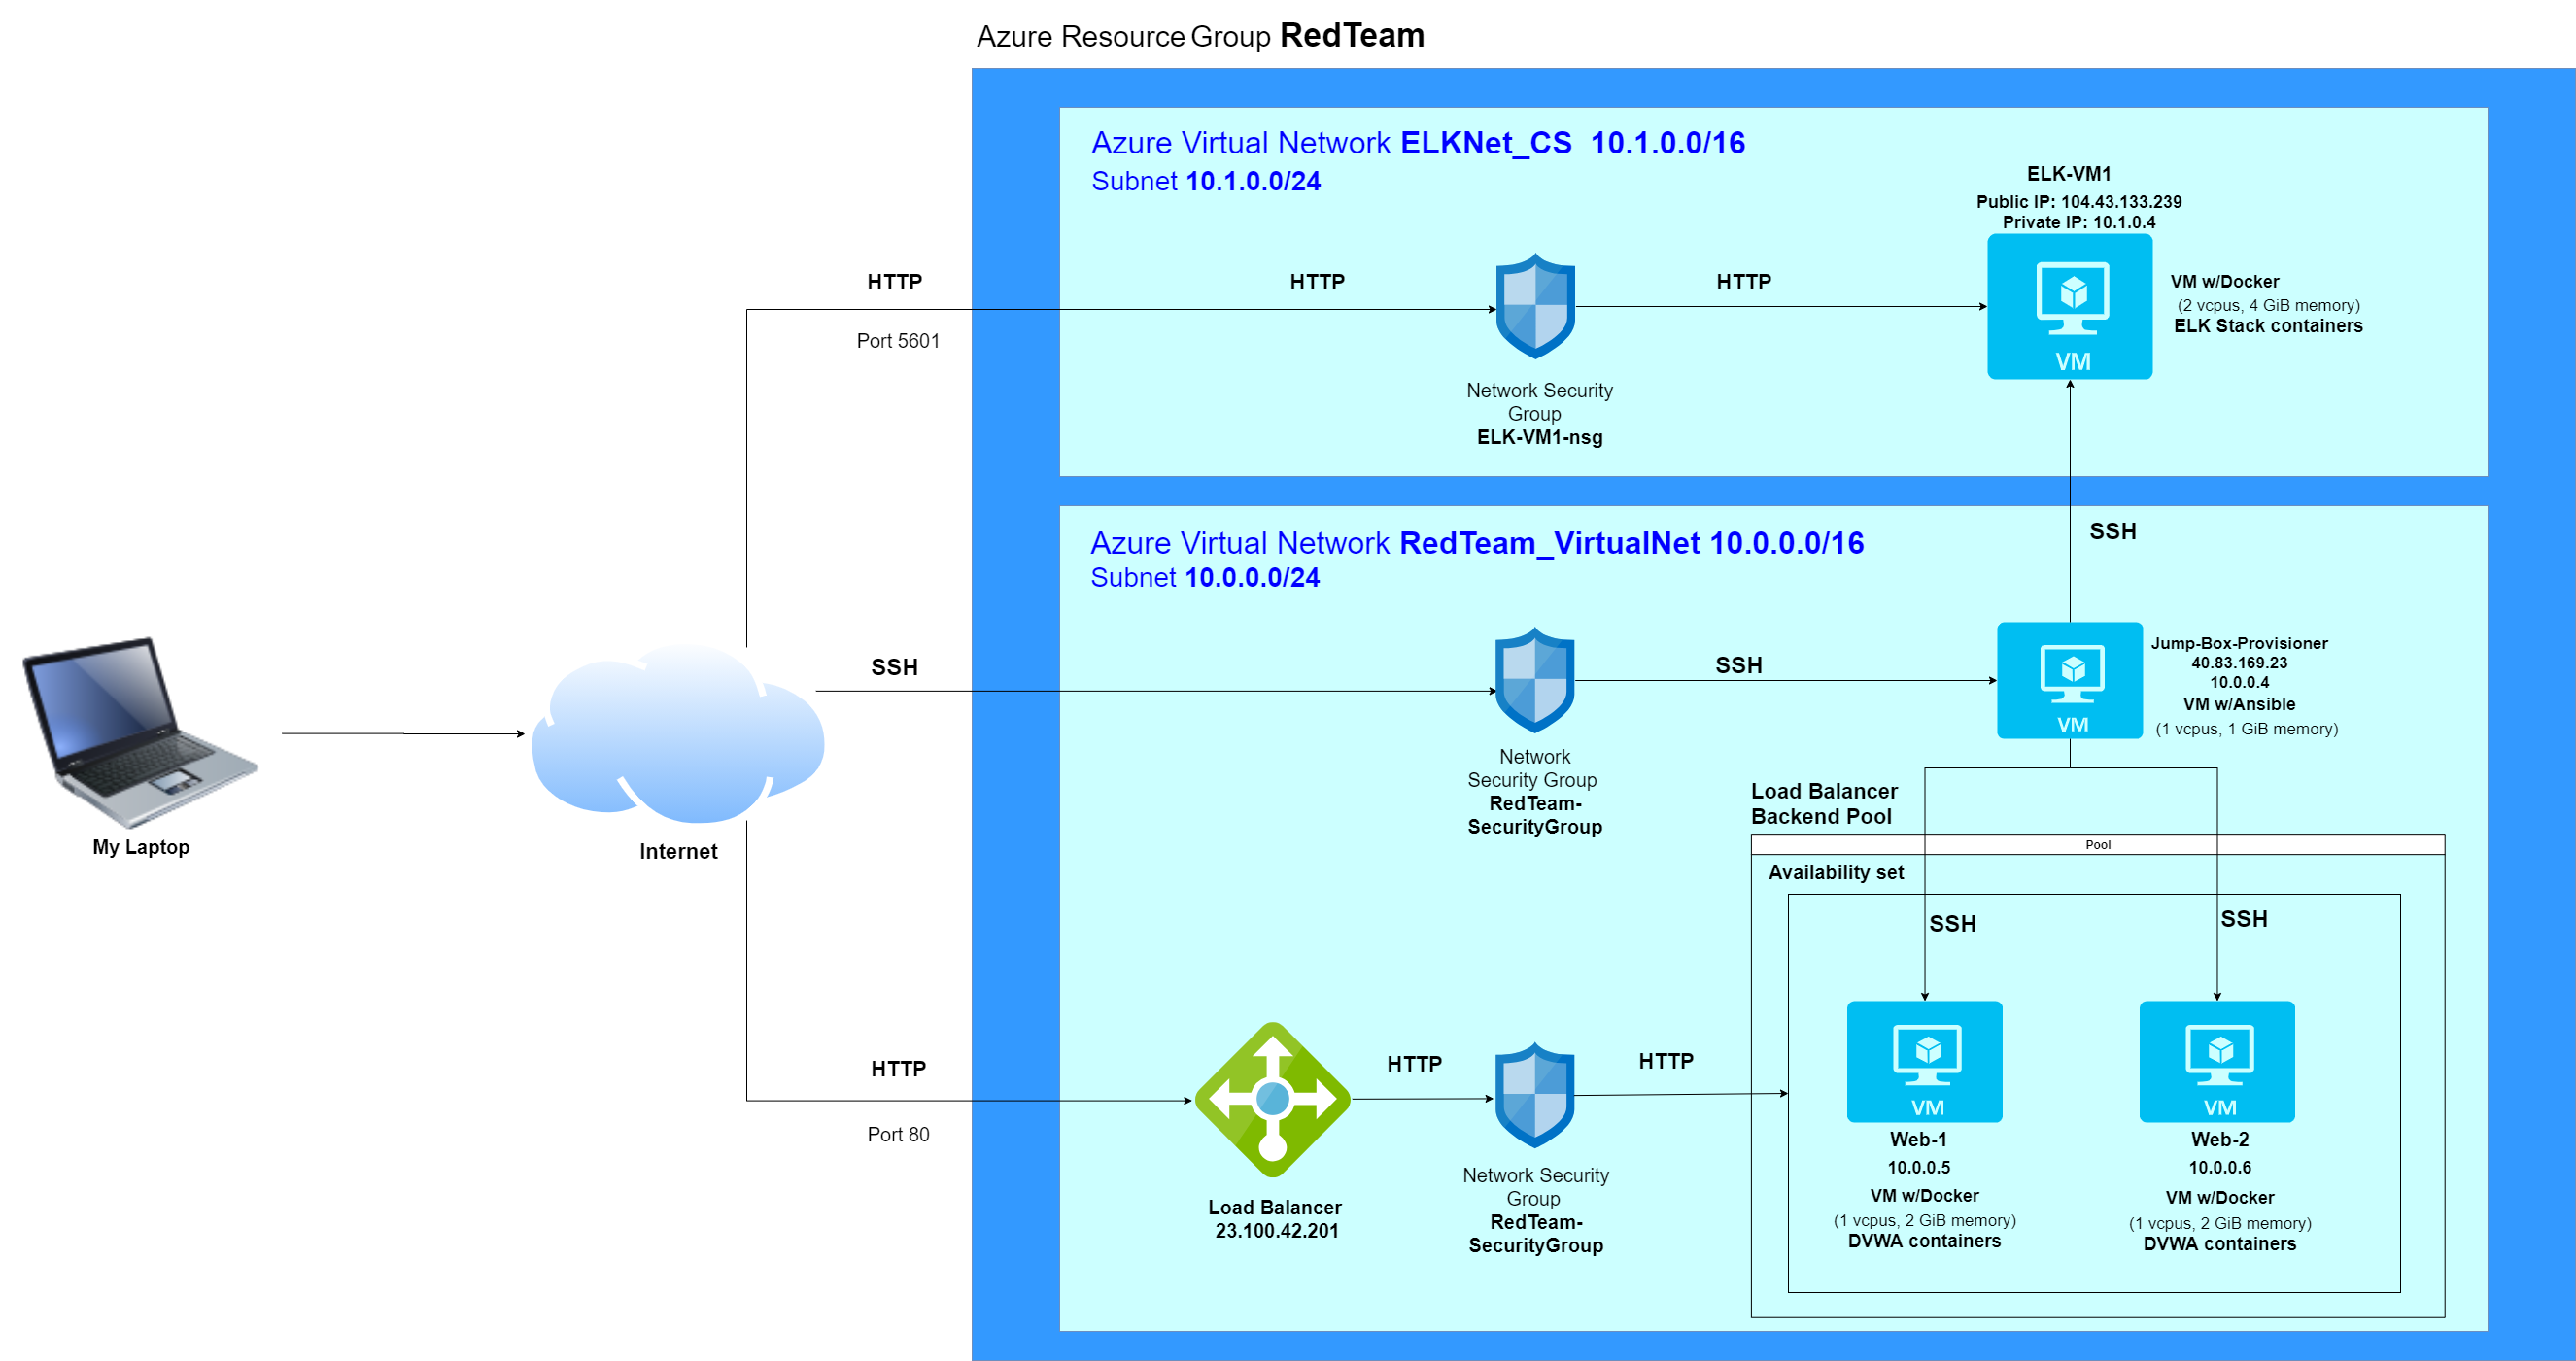 Azure Resource Group RedTeam
Azure Virtual Network ELKNet_CS 10.1.0.0/16
Subnet 10.1.0.0/24
ELK-VM1
Public IP: 104.43.133.239
Private IP: 10.1.0.4
HTTP
HTTP
HTTP
VM w/Docker
(2 vcpus, 4 GiB memory)
ELK Stack containers
Port 5601
VM
Network Security
Group
ELK-VM1-nsg
SSH
Azure Virtual Network RedTeam_VirtualNet 10.0.0.0/16
Subnet 10.0.0.0/24
SSH
SSH
Jump-Box-Provisioner
40.83.169.23
10.0.0.4
VM w/Ansible
(1 vcpus, 1 GiB memory)
VM
Network
Security Group
RedTeam-
SecurityGroup
My Laptop
Internet
Load Balancer
Backend Pool
Pool
Availability set
SSH
SSH
HTTP
HTTP
HTTP
Port 80
VM
VM
Load Balancer
23.100.42.201
Network Security
Group
RedTeam-
SecurityGroup
Web-1
10.0.0.5
VM w/Docker
(1 vcpus, 2 GiB memory)
DVWA containers
Web-2
10.0.0.6
VM w/Docker
(1 vcpus, 2 GiB memory)
DVWA containers